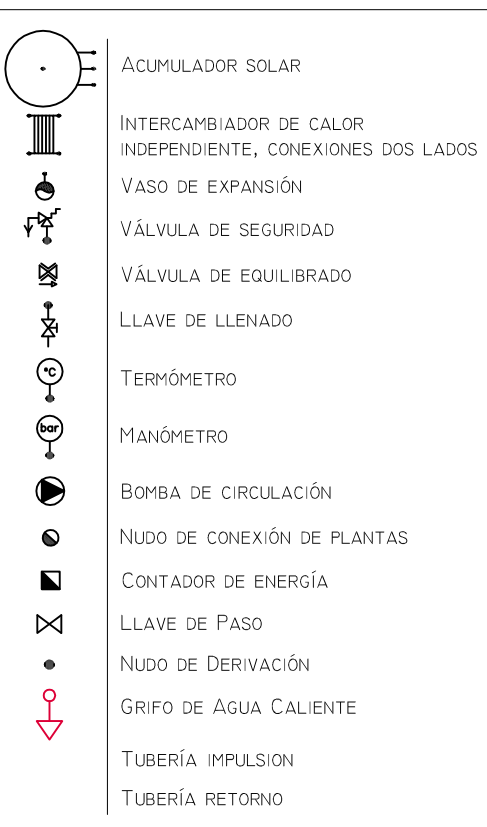 ACUMULADOR SOLAR
INTERCAMBIADOR DE CALOR
INDEPENDIENTE, CONEXIONES DOS LADOS
VASO DE EXPANSIÓN
VÁLVULA DE SEGURIDAD
VÁLVULA DE EQUILIBRADO
LLAVE DE LLENADO
°C
TERMÓMETRO
bar
MANÓMETRO
BOMBA DE CIRCULACIÓN
NUDO DE CONEXIÓN DE PLANTAS
CONTADOR DE ENERGÍA
LLAVE DE PASO
NUDO DE DERIVACIÓN
GRIFO DE AGUA CALIENTE
TUBERÍA IMPULSION
TUBERÍA RETORNO